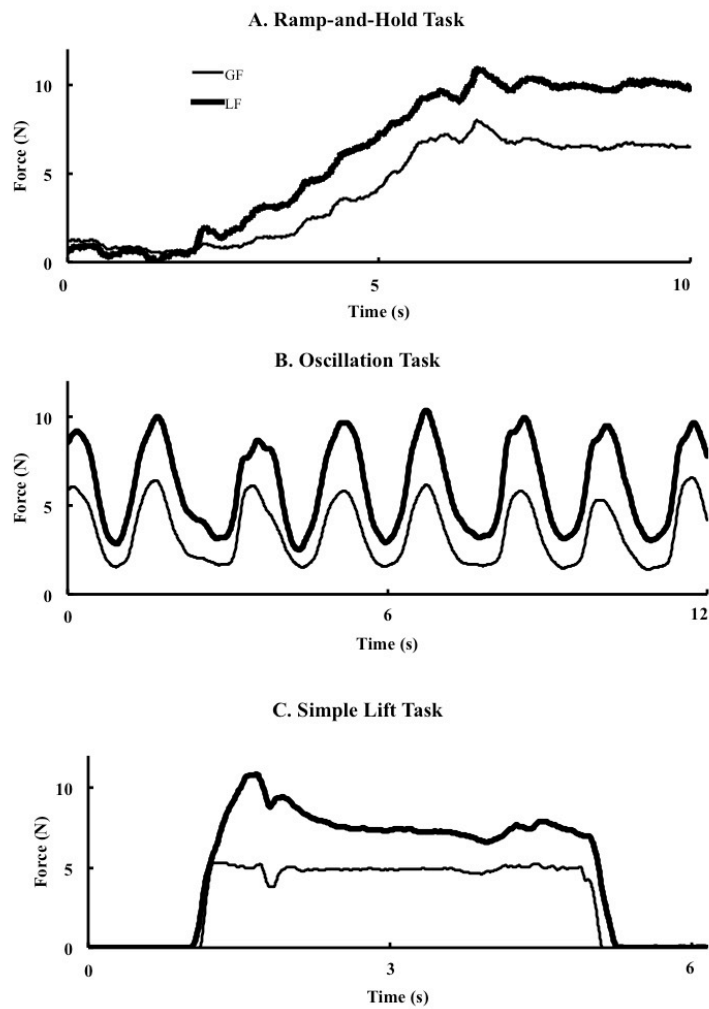 A. Ramp-and-Hold Task
GF
LF
10
5
0
Force (N)
0 5 10
Time (s)
B. Oscillation Task
10
5
0
Force (N)
0 6 12
Time (s)
C. Simple Lift Task
10
5
0
Force (N)
0 3 6
Time (s)